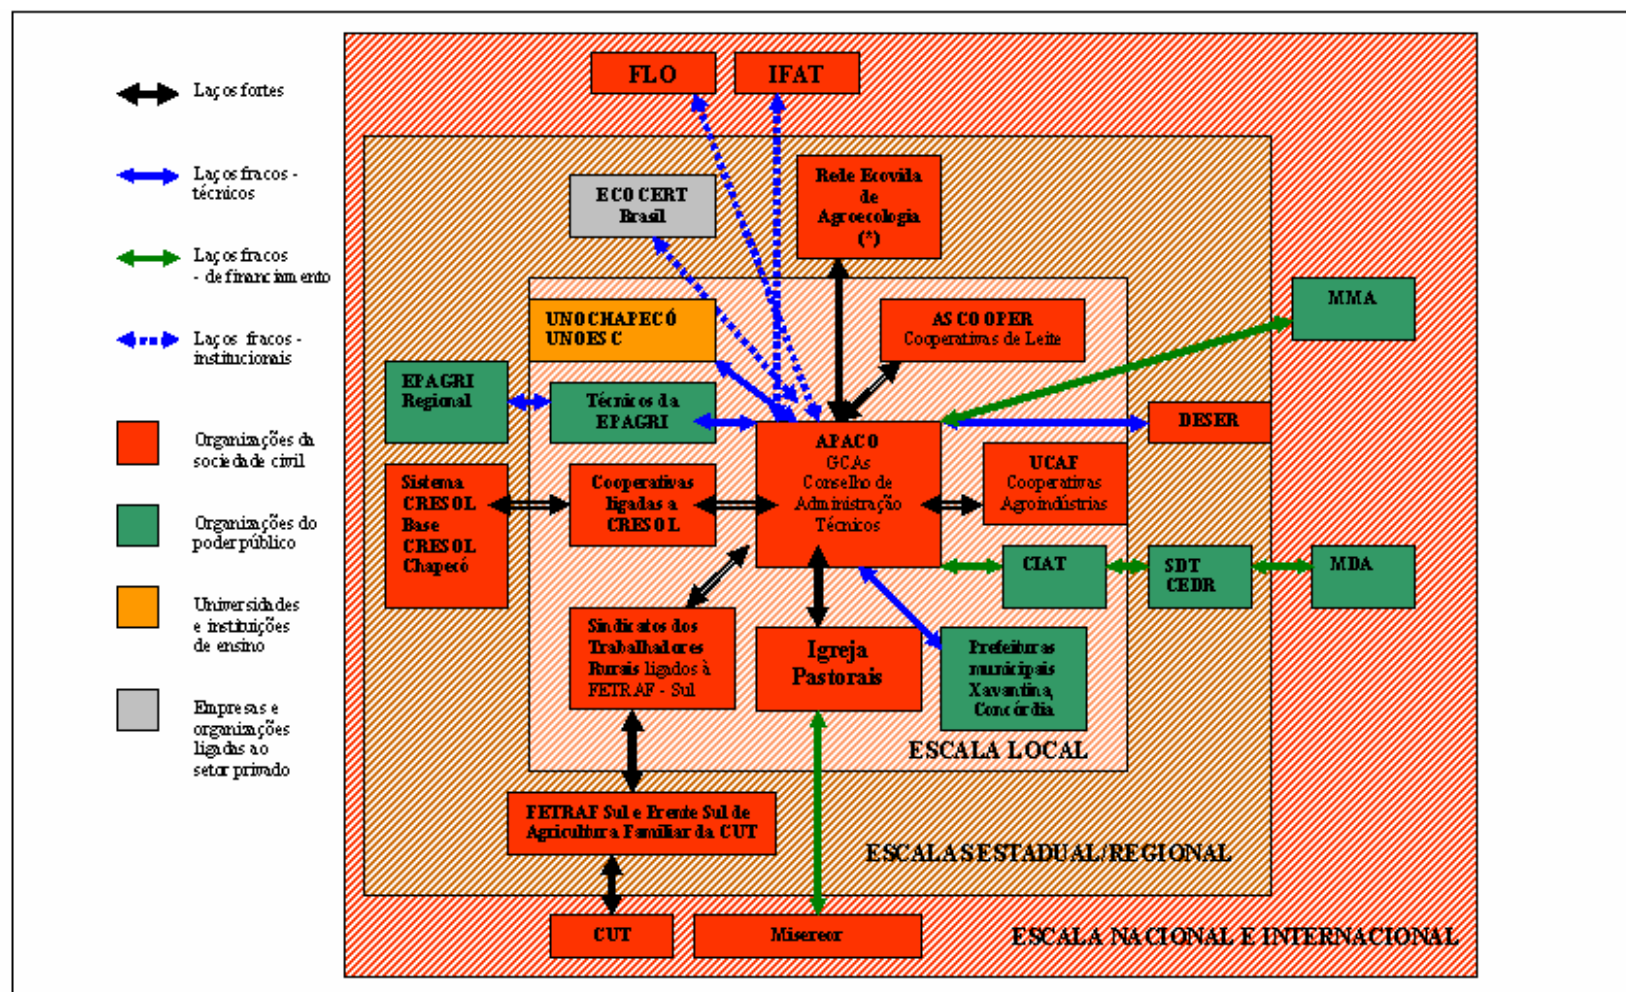 Laços fortes
Laços fracos -
técnicos
Laços fracos
- de financiamento
Laços fracos -
institucionais
Organizações da
sociedade civil
Organizações do
poder público
Universidades
e instituições
de ensino
Empresas e
organizações
ligadas ao
setor privado
FLO
IFAT
ECOCERT
Brasil
Rede Ecovida
de
Agroecologia
(*)
UNOCHAPECÓ
UNOESC
ASCOOPER
Cooperativas de Leite
MMA
EPAGRI
Regional
Técnicos da
EPAGRI
DESER
APACO
GCAs
Conselho de
Administração
Técnicos
UCAF
Cooperativas
Agroindústrias
Sistema
CRESOL
Base
CRESOL
Chapecó
Cooperativas
ligadas a
CRESOL
CIAT
SDT
CEDR
MDA
Sindicatos dos
Trabalhadores
Rurais ligados à
FETRAF - Sul
Igreja
Pastorais
Prefeituras
municipais
Xavantina,
Concórdia
ESCALA LOCAL
FETRAF Sul e Frente Sul de
Agricultura Familiar da CUT
ESCALAS ESTADUAL/REGIONAL
CUT
Misereor
ESCALA NACIONAL E INTERNACIONAL